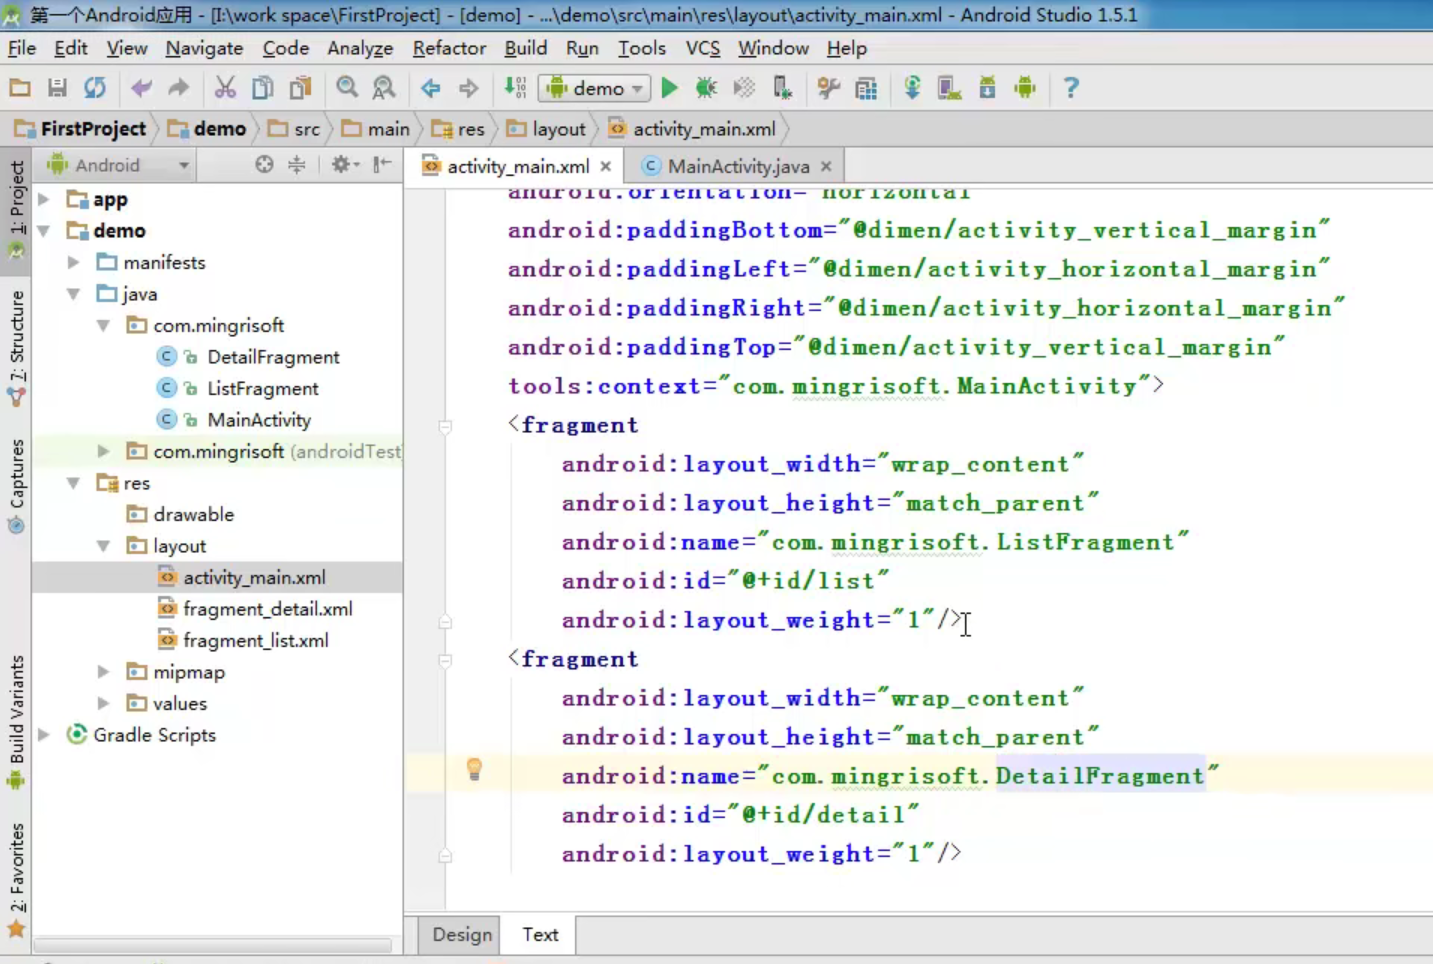 第一个Android应用 - [I:\work space\FirstProject] - [demo] - ...\demo\src\main\res\layout\activity_main.xml - Android Studio 1.5.1
File Edit View Navigate Code Analyze Refactor Build Run Tools VCS Window Help
demo
FirstProject demo src main res layout activity_main.xml
Android
activity_main.xml MainActivity.java
1: Project
7: Structure
Captures
Build Variants
2: Favorites
app
demo
manifests
java
com.mingrisoft
DetailFragment
ListFragment
MainActivity
com.mingrisoft (androidTest)
res
drawable
layout
activity_main.xml
fragment_detail.xml
fragment_list.xml
mipmap
values
Gradle Scripts
android:orientation="horizontal"
android:paddingBottom="@dimen/activity_vertical_margin"
android:paddingLeft="@dimen/activity_horizontal_margin"
android:paddingRight="@dimen/activity_horizontal_margin"
android:paddingTop="@dimen/activity_vertical_margin"
tools:context="com.mingrisoft.MainActivity">
<fragment
android:layout_width="wrap_content"
android:layout_height="match_parent"
android:name="com.mingrisoft.ListFragment"
android:id="@+id/list"
android:layout_weight="1"/>
<fragment
android:layout_width="wrap_content"
android:layout_height="match_parent"
android:name="com.mingrisoft.DetailFragment"
android:id="@+id/detail"
android:layout_weight="1"/>
Design Text